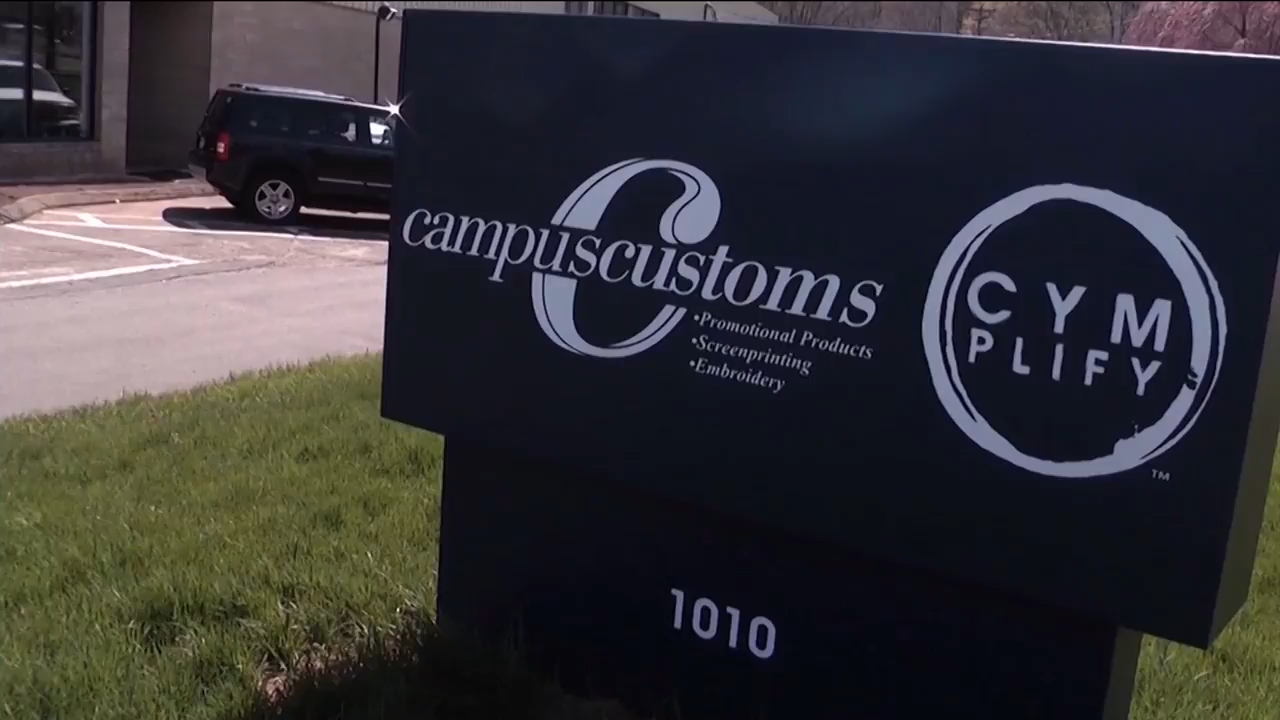 campuscustoms
•Promotional Products
•Screenprinting
•Embroidery
CYM
PLIFY
TM
1010